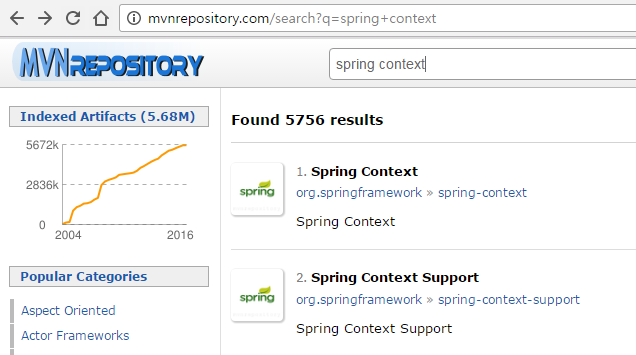 mvnrepository.com/search?q=spring+context
MVNREPOSITORY
spring context
Indexed Artifacts (5.68M)
5672k
2836k
0
2004
2016
Popular Categories
Aspect Oriented
Actor Frameworks
Found 5756 results
spring
1. Spring Context
org.springframework » spring-context
Spring Context
spring
2. Spring Context Support
org.springframework » spring-context-support
Spring Context Support